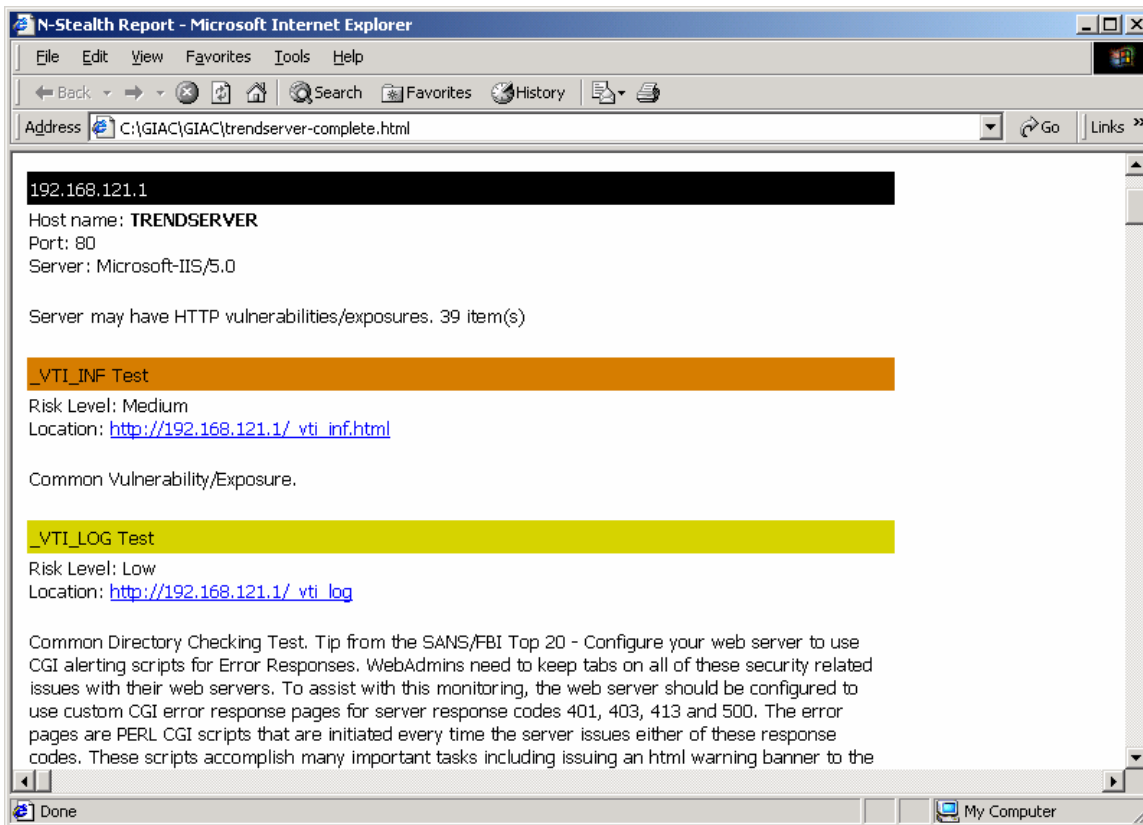 N-Stealth Report - Microsoft Internet Explorer
File Edit View Favorites Tools Help
Back Search Favorites History
Address C:\GIAC\GIAC\trendserver-complete.html Go Links »
192.168.121.1
Host name: TRENDSERVER
Port: 80
Server: Microsoft-IIS/5.0
Server may have HTTP vulnerabilities/exposures. 39 item(s)
_VTI_INF Test
Risk Level: Medium
Location: http://192.168.121.1/_vti_inf.html
Common Vulnerability/Exposure.
_VTI_LOG Test
Risk Level: Low
Location: http://192.168.121.1/_vti_log
Common Directory Checking Test. Tip from the SANS/FBI Top 20 - Configure your web server to use
CGI alerting scripts for Error Responses. WebAdmins need to keep tabs on all of these security related
issues with their web servers. To assist with this monitoring, the web server should be configured to
use custom CGI error response pages for server response codes 401, 403, 413 and 500. The error
pages are PERL CGI scripts that are initiated every time the server issues either of these response
codes. These scripts accomplish many important tasks including issuing an html warning banner to the
Done My Computer